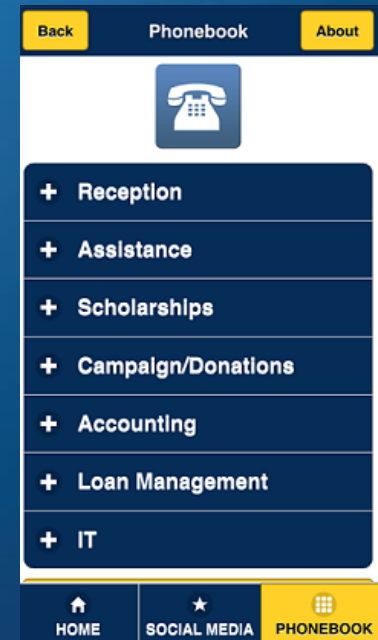 Back Phonebook About
+ Reception
+ Assistance
+ Scholarships
+ Campaign/Donations
+ Accounting
+ Loan Management
+ IT
HOME SOCIAL MEDIA PHONEBOOK